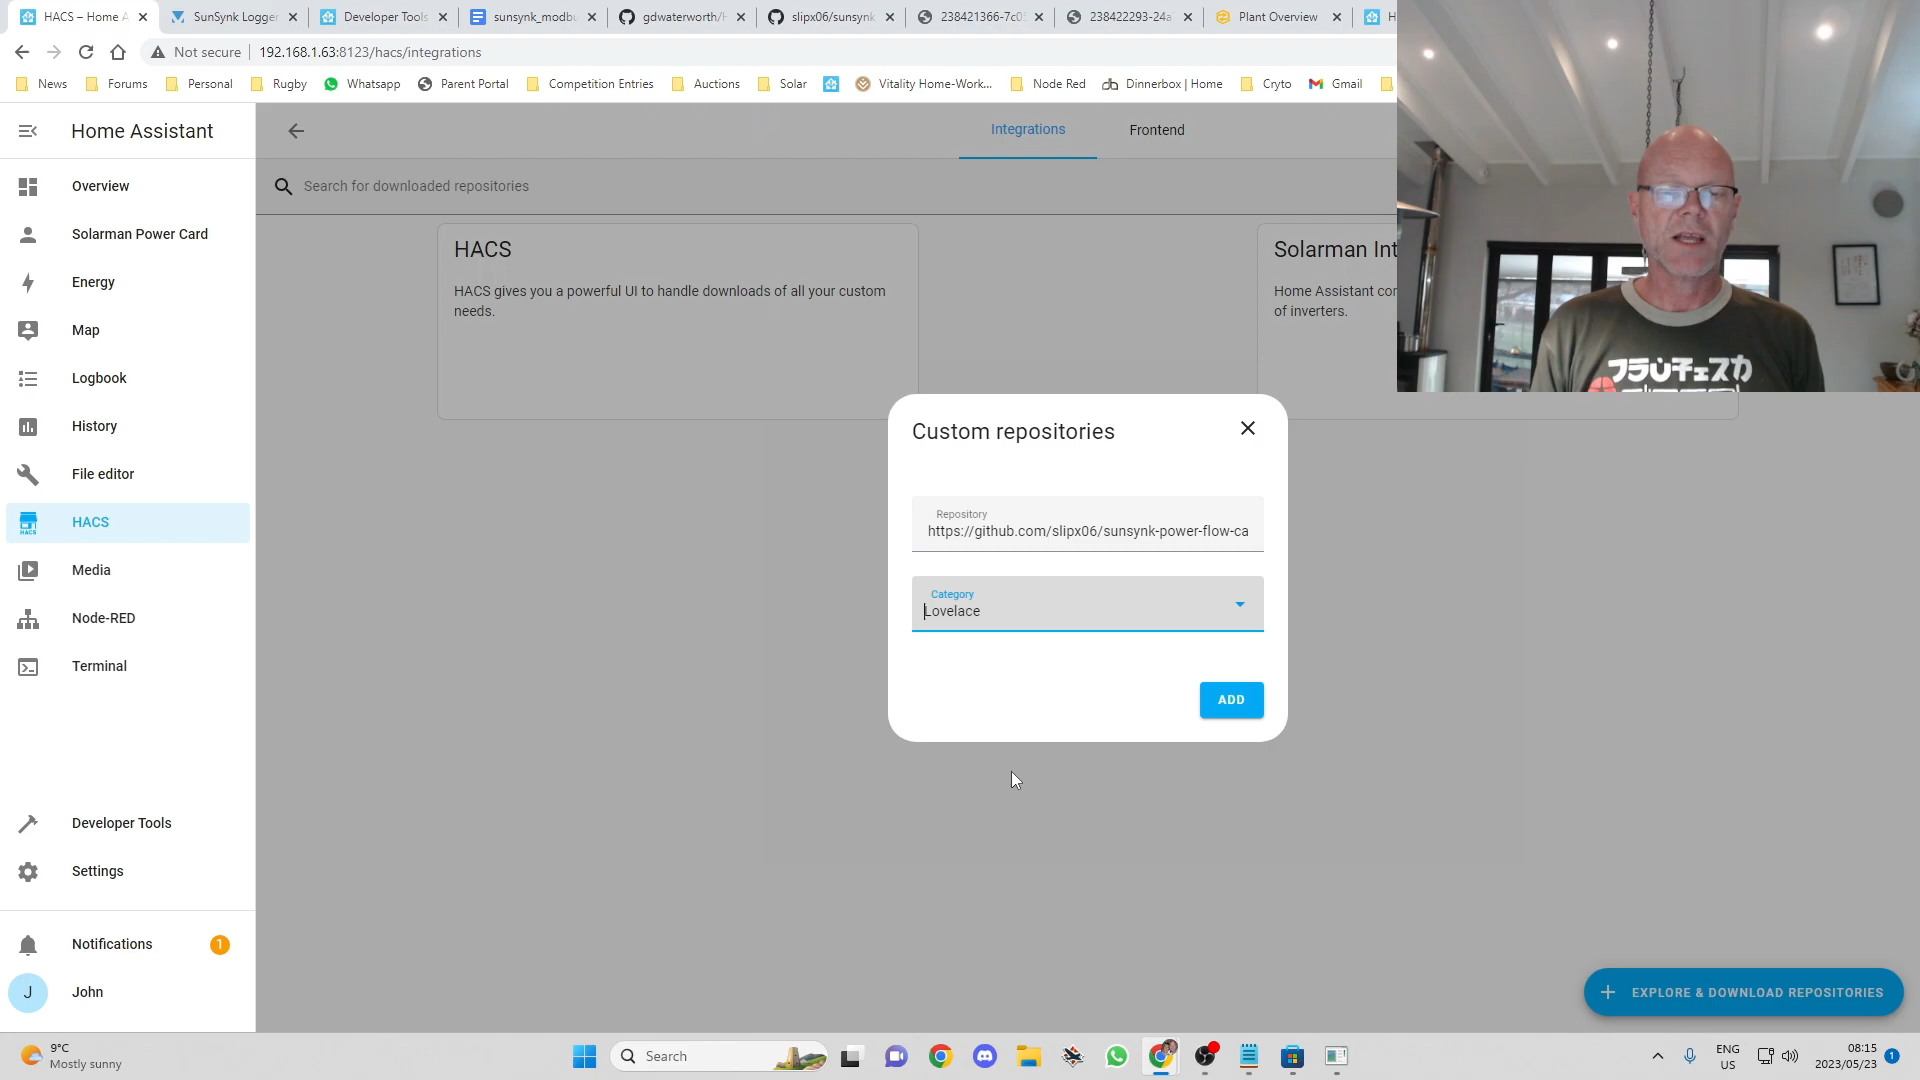 HACS – Home A
SunSynk Logger
Developer Tools
sunsynk_modbu
gdwaterworth/H
slipx06/sunsynk
238421366-7c0
238422293-24a
Plant Overview
H
Not secure
192.168.1.63:8123/hacs/integrations
News
Forums
Personal
Rugby
Whatsapp
Parent Portal
Competition Entries
Auctions
Solar
Vitality Home-Work...
Node Red
Dinnerbox | Home
Cryto
Gmail
Home Assistant
Overview
Solarman Power Card
Energy
Map
Logbook
History
File editor
HACS
HACS
Media
Node-RED
Terminal
Developer Tools
Settings
Notifications
1
J
John
Integrations
Frontend
Search for downloaded repositories
HACS
HACS gives you a powerful UI to handle downloads of all your custom
needs.
Solarman Int
Home Assistant cor
of inverters.
Custom repositories
Repository
https://github.com/slipx06/sunsynk-power-flow-ca
Category
Lovelace
ADD
EXPLORE & DOWNLOAD REPOSITORIES
9°C
Mostly sunny
Search
ENG
US
08:15
2023/05/23
1